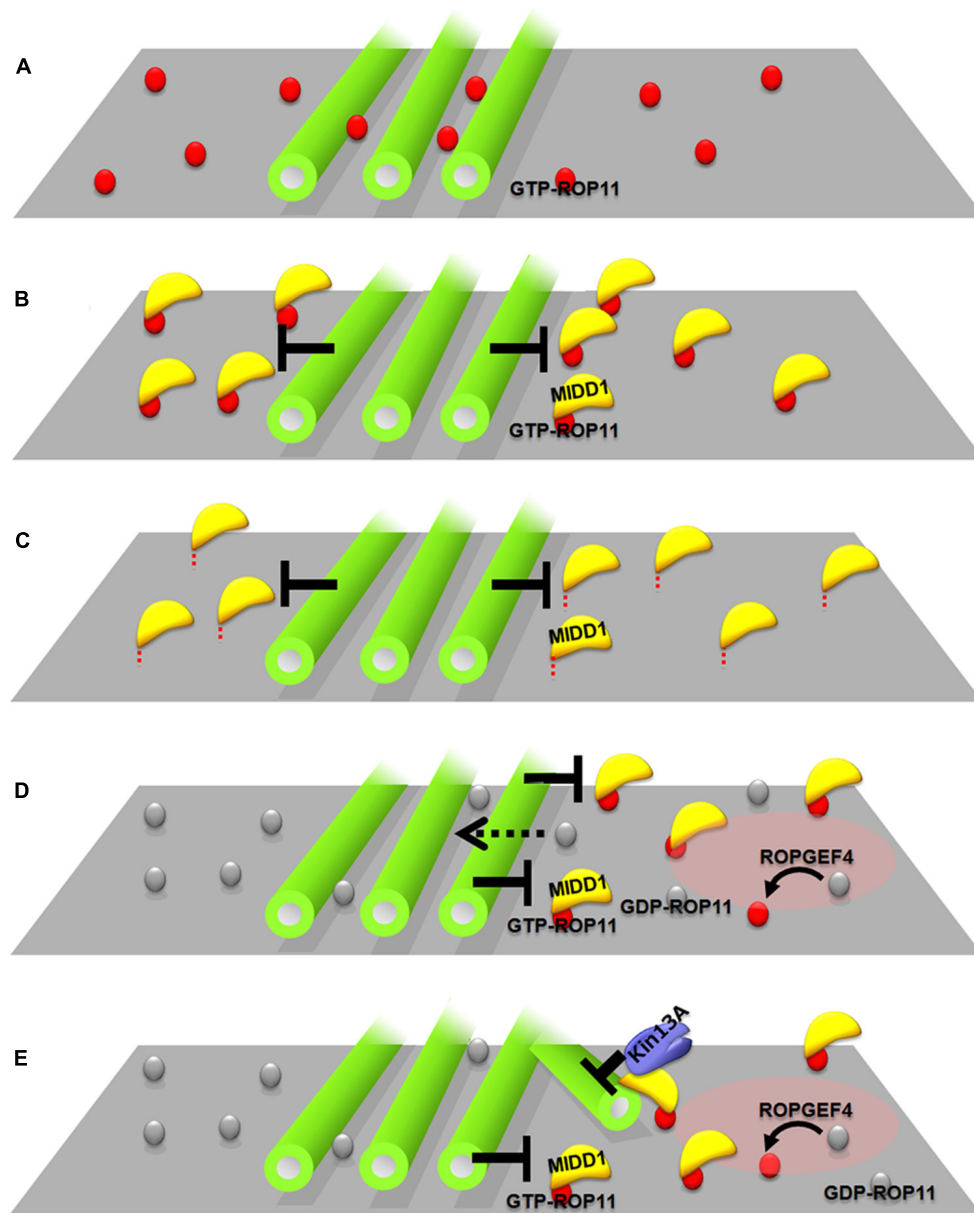 A
GTP-ROP11
B
MIDD1
GTP-ROP11
C
MIDD1
D
ROPGEF4
MIDD1
GDP-ROP11
GTP-ROP11
E
Kin13A
ROPGEF4
MIDD1
GDP-ROP11
GTP-ROP11